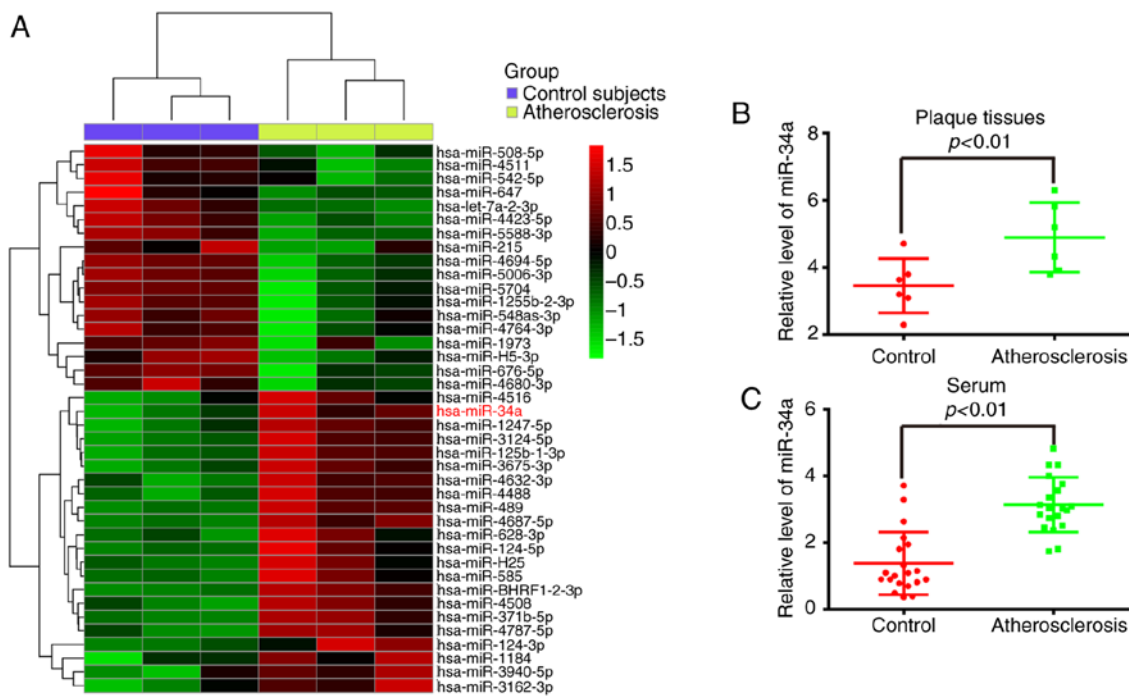 A
Group
Control subjects
Atherosclerosis
1.5
1
0.5
0
−0.5
−1
−1.5
hsa-miR-508-5p
hsa-miR-4511
hsa-miR-542-5p
hsa-miR-647
hsa-let-7a-2-3p
hsa-miR-4423-5p
hsa-miR-5588-3p
hsa-miR-215
hsa-miR-4694-5p
hsa-miR-5006-3p
hsa-miR-5704
hsa-miR-1255b-2-3p
hsa-miR-548as-3p
hsa-miR-4764-3p
hsa-miR-1973
hsa-miR-H5-3p
hsa-miR-676-5p
hsa-miR-4680-3p
hsa-miR-4516
hsa-miR-34a
hsa-miR-1247-5p
hsa-miR-3124-5p
hsa-miR-125b-1-3p
hsa-miR-3675-3p
hsa-miR-4632-3p
hsa-miR-4488
hsa-miR-489
hsa-miR-4687-5p
hsa-miR-628-3p
hsa-miR-124-5p
hsa-miR-H25
hsa-miR-585
hsa-miR-BHRF1-2-3p
hsa-miR-4508
hsa-miR-371b-5p
hsa-miR-4787-5p
hsa-miR-124-3p
hsa-miR-1184
hsa-miR-3940-5p
hsa-miR-3162-3p
B
Plaque tissues
p<0.01
Relative level of miR-34a
8
6
4
2
Control Atherosclerosis
C
Serum
p<0.01
Relative level of miR-34a
6
4
2
0
Control Atherosclerosis